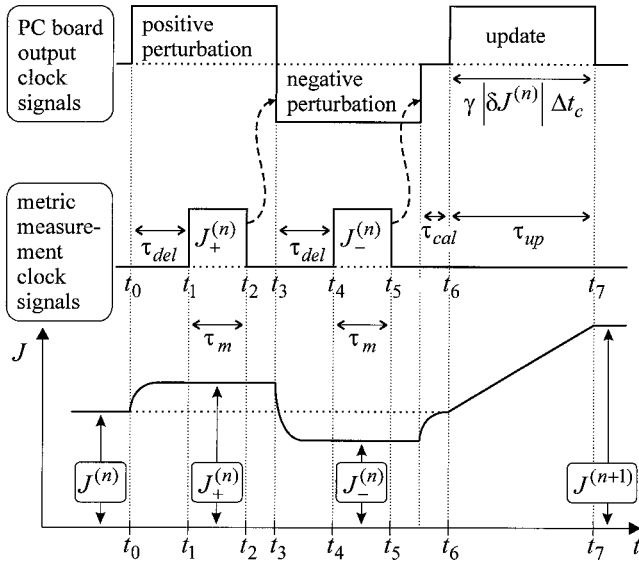 PC board
output
clock
signals
positive
perturbation
negative
perturbation
update
γ |δJ^(n)| Δt_c
metric
measure-
ment
clock
signals
τ_del J_+^(n) τ_del J_-^(n) τ_cal τ_up
t_0 t_1 t_2 t_3 t_4 t_5 t_6 t_7
τ_m τ_m
J
J^(n) J_+^(n) J_-^(n) J^(n+1)
t_0 t_1 t_2 t_3 t_4 t_5 t_6 t_7 t